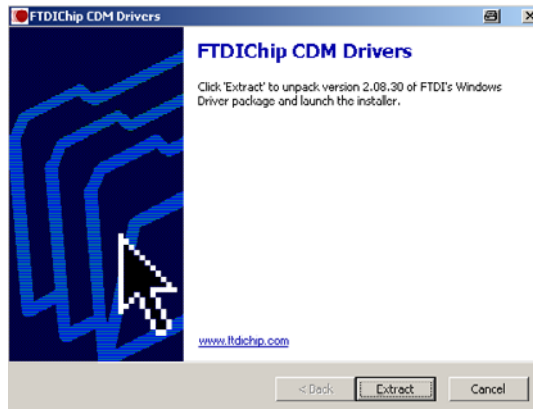 FTDIChip CDM Drivers
FTDIChip CDM Drivers
Click 'Extract' to unpack version 2.08.30 of FTDI's Windows
Driver package and launch the installer.
www.ftdichip.com
< Back
Extract
Cancel